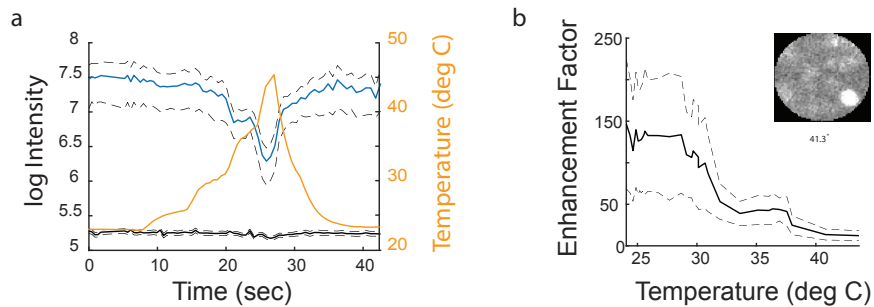 a
log Intensity
8
7.5
7
6.5
6
5.5
5
0 10 20 30 40
Time (sec)
50
40
30
20
Temperature (deg C)
b
Enhancement Factor
250
150
50
0
25 30 35 40
Temperature (deg C)
41.3°